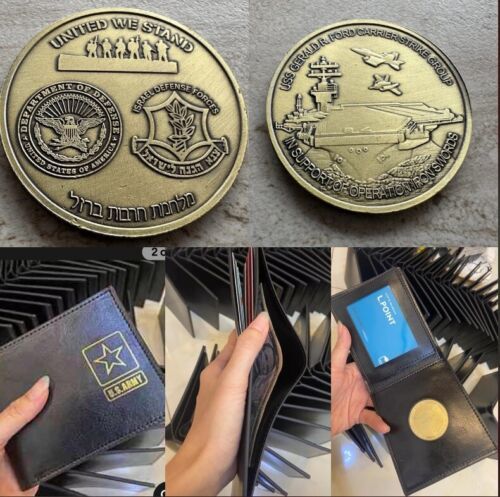 UNITED WE STAND
DEPARTMENT OF DEFENSE
UNITED STATES OF AMERICA
ISRAEL DEFENSE FORCES
צבא הגנה לישראל
מלחמת חרבות ברזל
USS GERALD R. FORD CARRIER STRIKE GROUP
IN SUPPORT OF OPERATION IRON SWORDS
2 o
U.S. ARMY
L.POINT